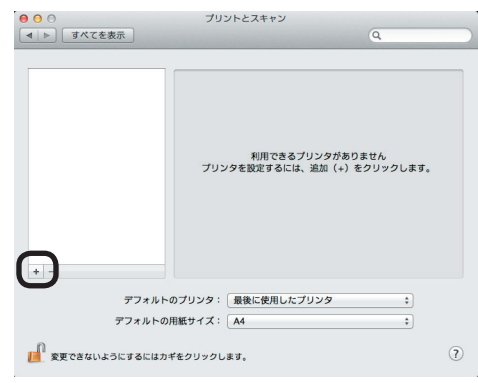 プリントとスキャン
すべてを表示
利用できるプリンタがありません
プリンタを設定するには、追加（+）をクリックします。
+ −
デフォルトのプリンタ： 最後に使用したプリンタ
デフォルトの用紙サイズ： A4
変更できないようにするにはカギをクリックします。
?